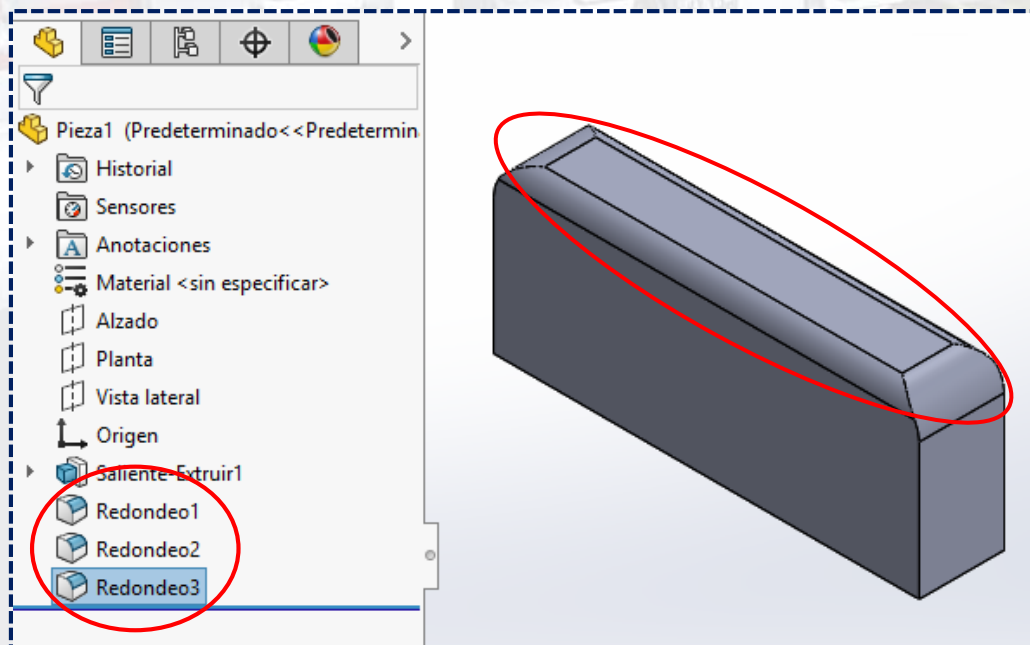 Pieza1 (Predeterminado<<Predetermin
Historial
Sensores
Anotaciones
Material <sin especificar>
Alzado
Planta
Vista lateral
Origen
Saliente-Extruir1
Redondeo1
Redondeo2
Redondeo3